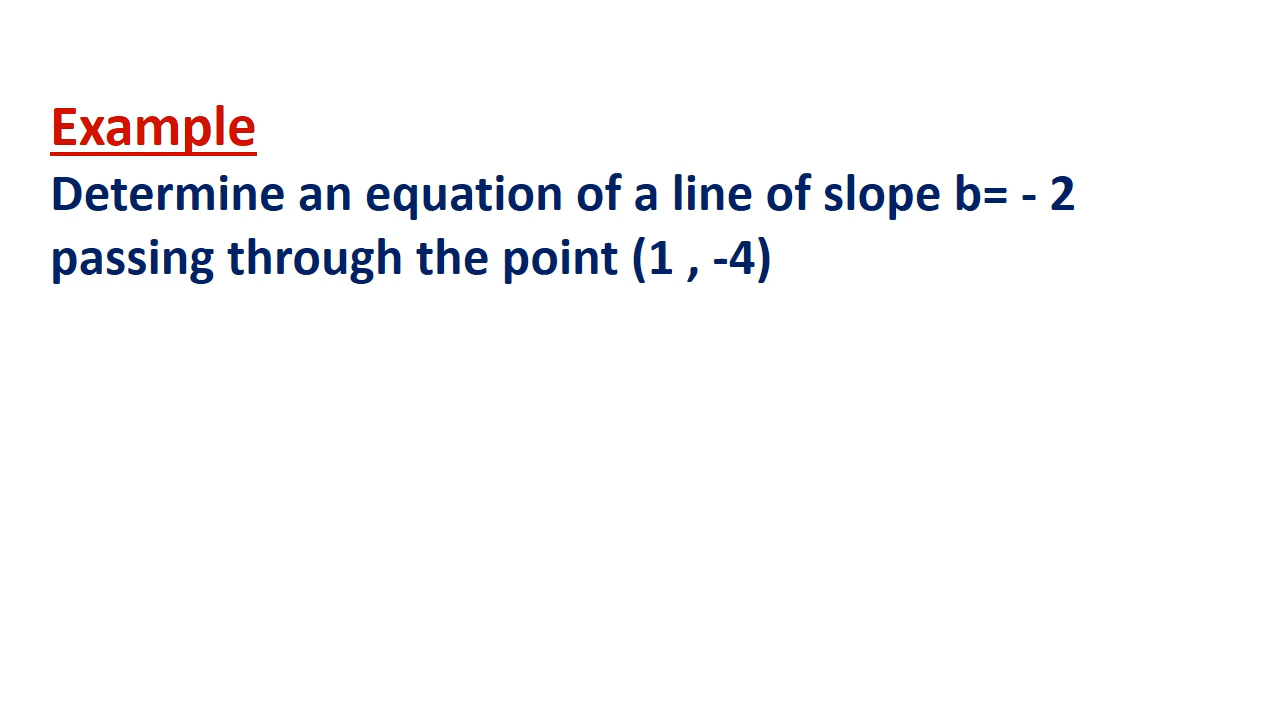 Example
Determine an equation of a line of slope b= - 2
passing through the point (1 , -4)